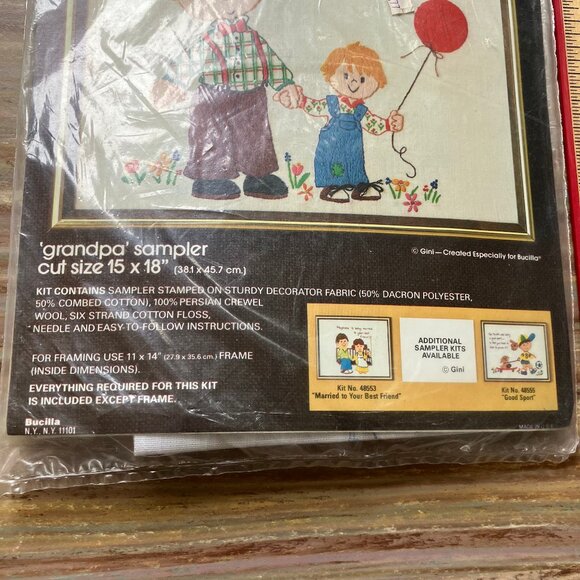 'grandpa' sampler
cut size 15 x 18" (38.1 x 45.7 cm.)
© Gini—Created Especially for Bucilla
KIT CONTAINS SAMPLER STAMPED ON STURDY DECORATOR FABRIC (50% DACRON POLYESTER,
50% COMBED COTTON), 100% PERSIAN CREWEL
WOOL, SIX STRAND COTTON FLOSS,
NEEDLE AND EASY-TO-FOLLOW INSTRUCTIONS.
FOR FRAMING USE 11 x 14" (27.9 x 35.6 cm.) FRAME
(INSIDE DIMENSIONS).
EVERYTHING REQUIRED FOR THIS KIT
IS INCLUDED EXCEPT FRAME.
Bucilla
N.Y., N.Y. 11101
Kit No. 48553
"Married to Your Best Friend"
ADDITIONAL
SAMPLER KITS
AVAILABLE
© Gini
Kit No. 48555
"Good Sport"
MADE IN